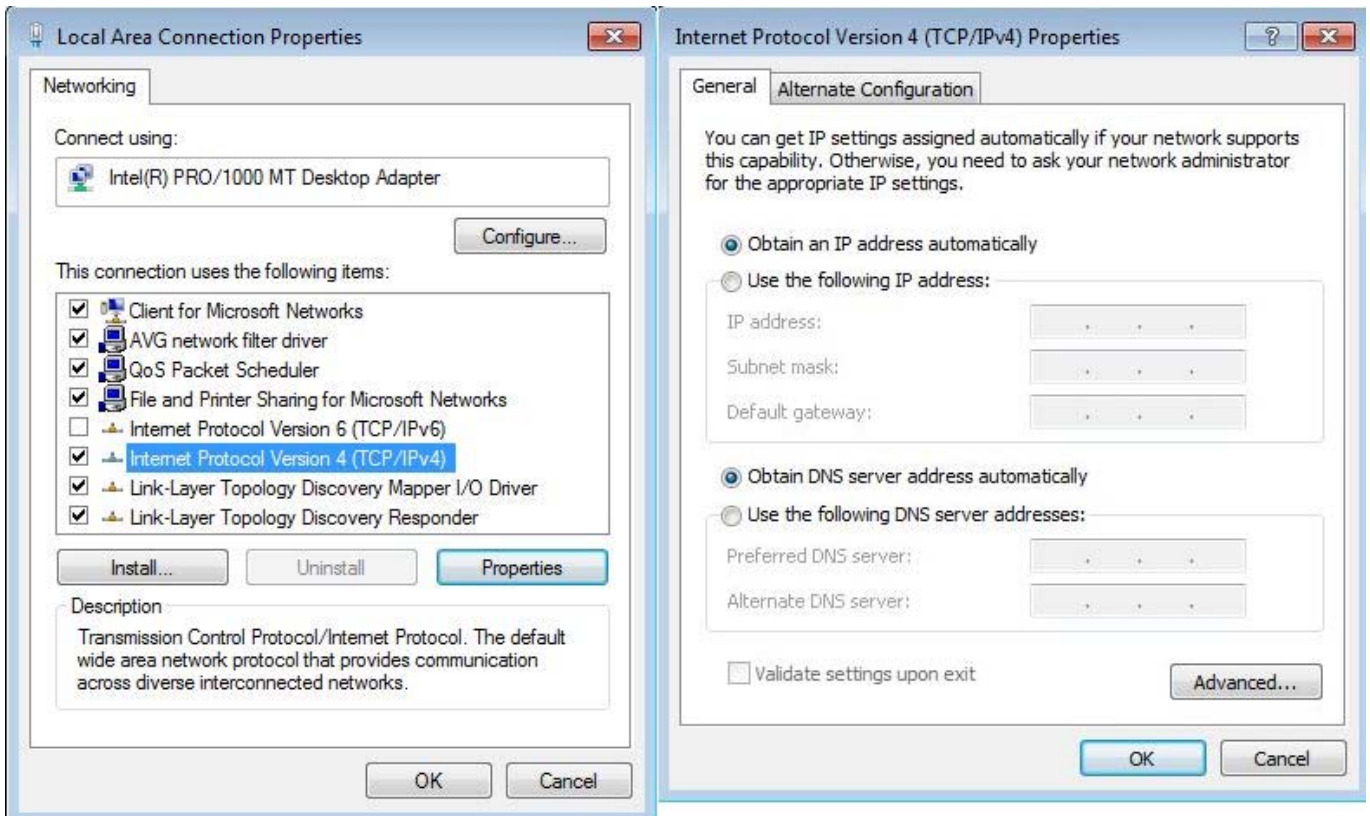 Local Area Connection Properties
Networking
Connect using:
Intel(R) PRO/1000 MT Desktop Adapter
Configure...
This connection uses the following items:
Client for Microsoft Networks
AVG network filter driver
QoS Packet Scheduler
File and Printer Sharing for Microsoft Networks
Internet Protocol Version 6 (TCP/IPv6)
Internet Protocol Version 4 (TCP/IPv4)
Link-Layer Topology Discovery Mapper I/O Driver
Link-Layer Topology Discovery Responder
Install... Uninstall Properties
Description
Transmission Control Protocol/Internet Protocol. The default
wide area network protocol that provides communication
across diverse interconnected networks.
OK Cancel
Internet Protocol Version 4 (TCP/IPv4) Properties
General Alternate Configuration
You can get IP settings assigned automatically if your network supports
this capability. Otherwise, you need to ask your network administrator
for the appropriate IP settings.
Obtain an IP address automatically
Use the following IP address:
IP address: . . .
Subnet mask: . . .
Default gateway: . . .
Obtain DNS server address automatically
Use the following DNS server addresses:
Preferred DNS server: . . .
Alternate DNS server: . . .
Validate settings upon exit
Advanced...
OK Cancel